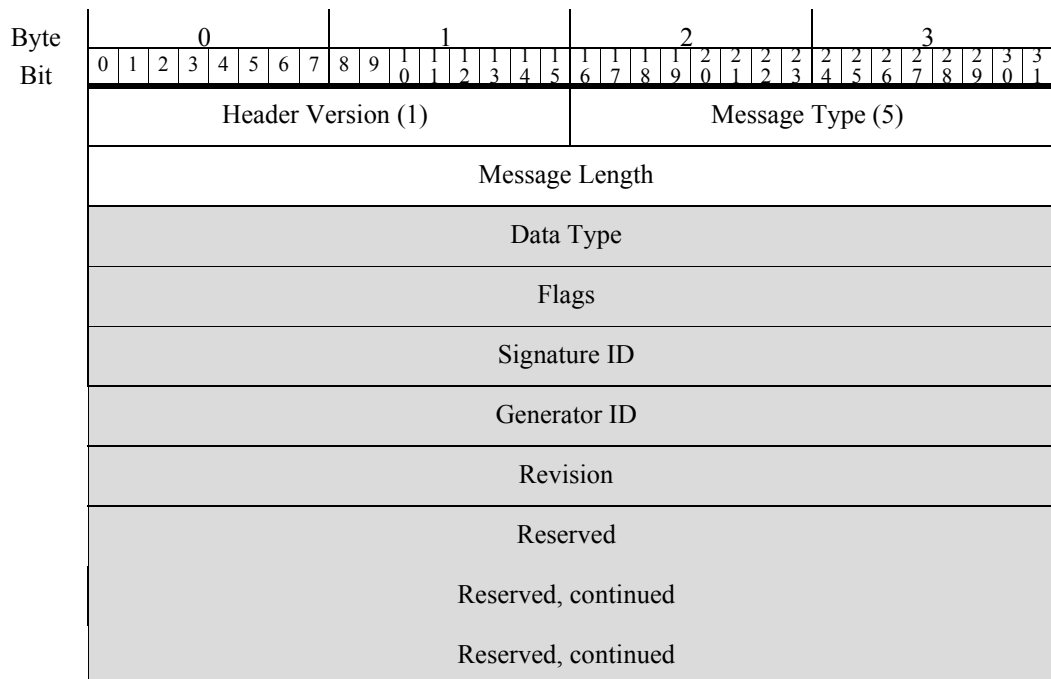 Byte 0 1 2 3
Bit 0 1 2 3 4 5 6 7 8 9 10 11 12 13 14 15 16 17 18 19 20 21 22 23 24 25 26 27 28 29 30 31
Header Version (1) Message Type (5)
Message Length
Data Type
Flags
Signature ID
Generator ID
Revision
Reserved
Reserved, continued
Reserved, continued